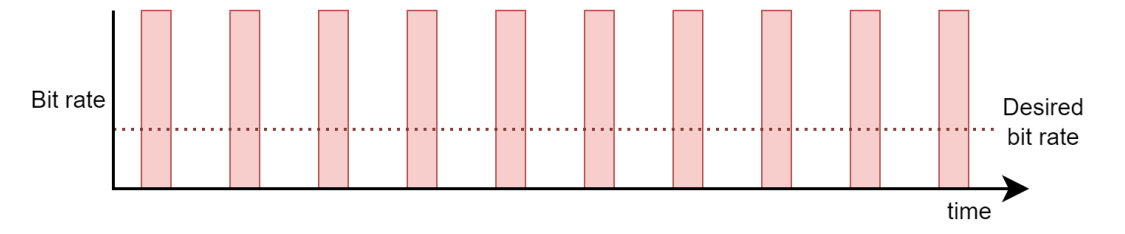 Bit rate
Desired
bit rate
time